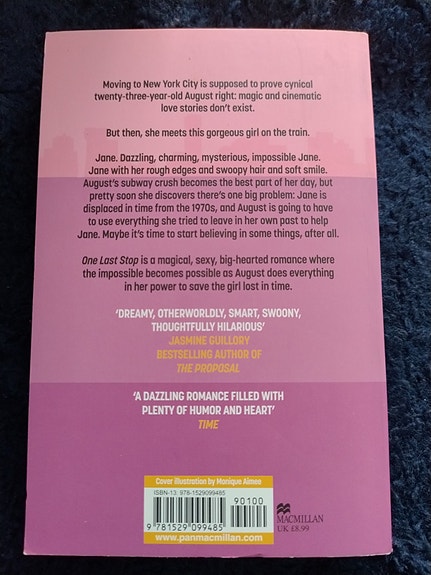 Moving to New York City is supposed to prove cynical
twenty-three-year-old August right: magic and cinematic
love stories don't exist.
But then, she meets this gorgeous girl on the train.
Jane. Dazzling, charming, mysterious, impossible Jane.
Jane with her rough edges and swoopy hair and soft smile.
August's subway crush becomes the best part of her day, but
pretty soon she discovers there's one big problem: Jane is
displaced in time from the 1970s, and August is going to have
to use everything she tried to leave in her own past to help
Jane. Maybe it's time to start believing in some things, after all.
One Last Stop is a magical, sexy, big-hearted romance where
the impossible becomes possible as August does everything
in her power to save the girl lost in time.
'DREAMY, OTHERWORLDLY, SMART, SWOONY,
THOUGHTFULLY HILARIOUS'
JASMINE GUILLORY
BESTSELLING AUTHOR OF
THE PROPOSAL
'A DAZZLING ROMANCE FILLED WITH
PLENTY OF HUMOR AND HEART'
TIME
Cover illustration by Monique Aimee
ISBN-13: 978-1529099485
90100
9 781529 099485
www.panmacmillan.com
MACMILLAN
UK £8.99